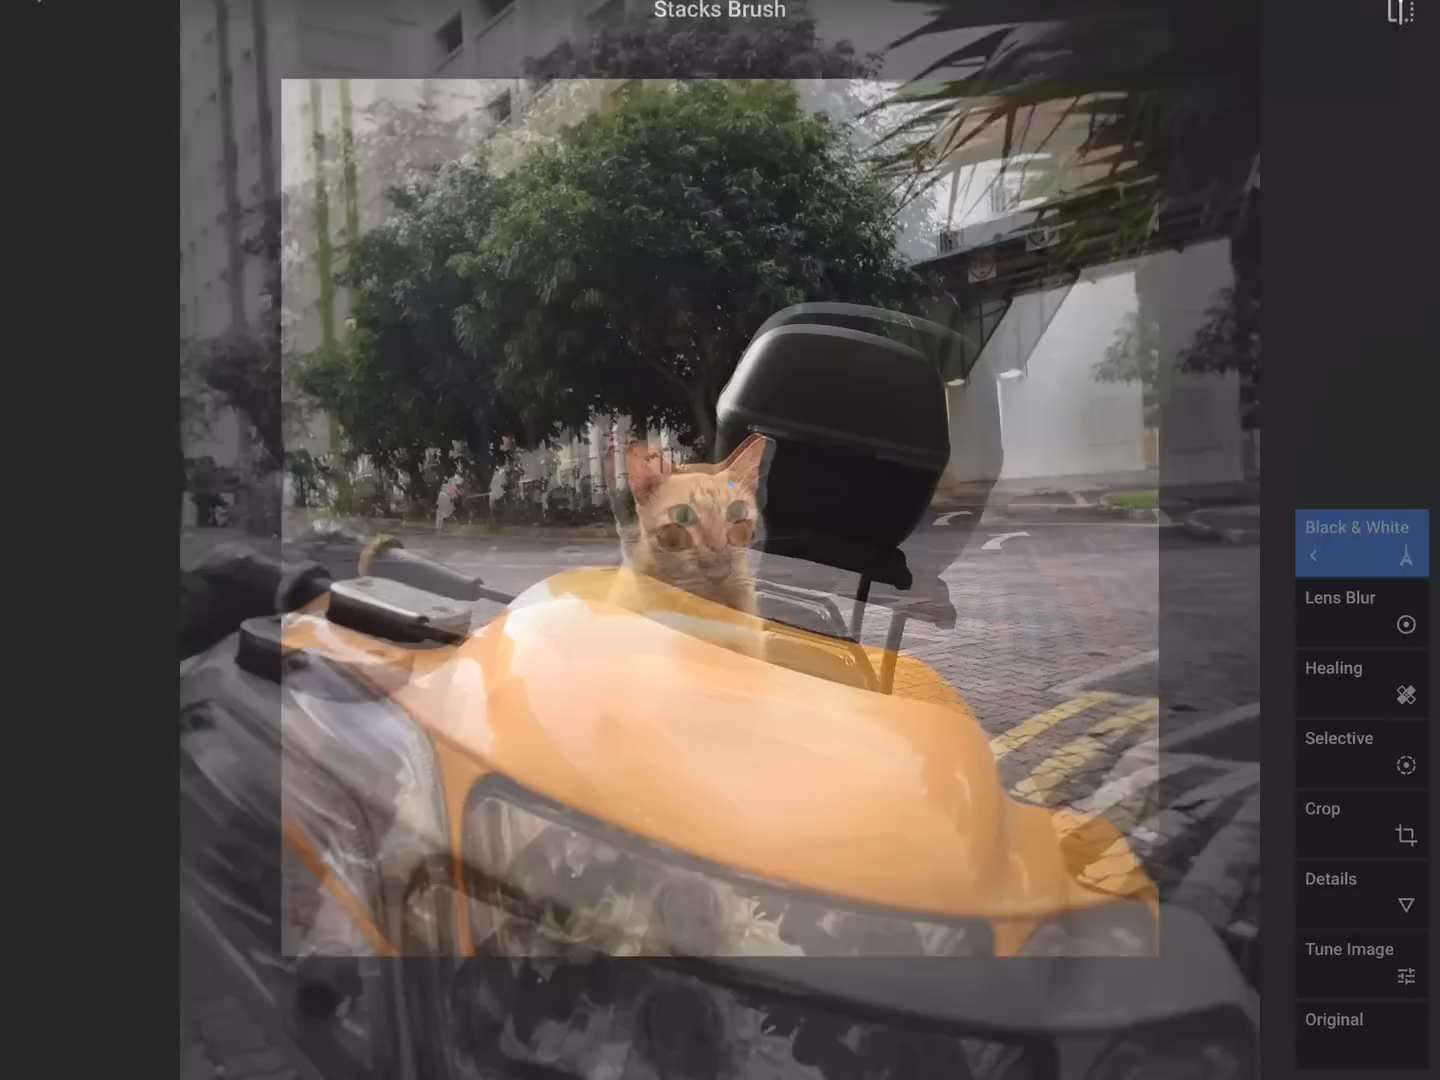 Stacks Brush
Black & White
Lens Blur
Healing
Selective
Crop
Details
Tune Image
Original